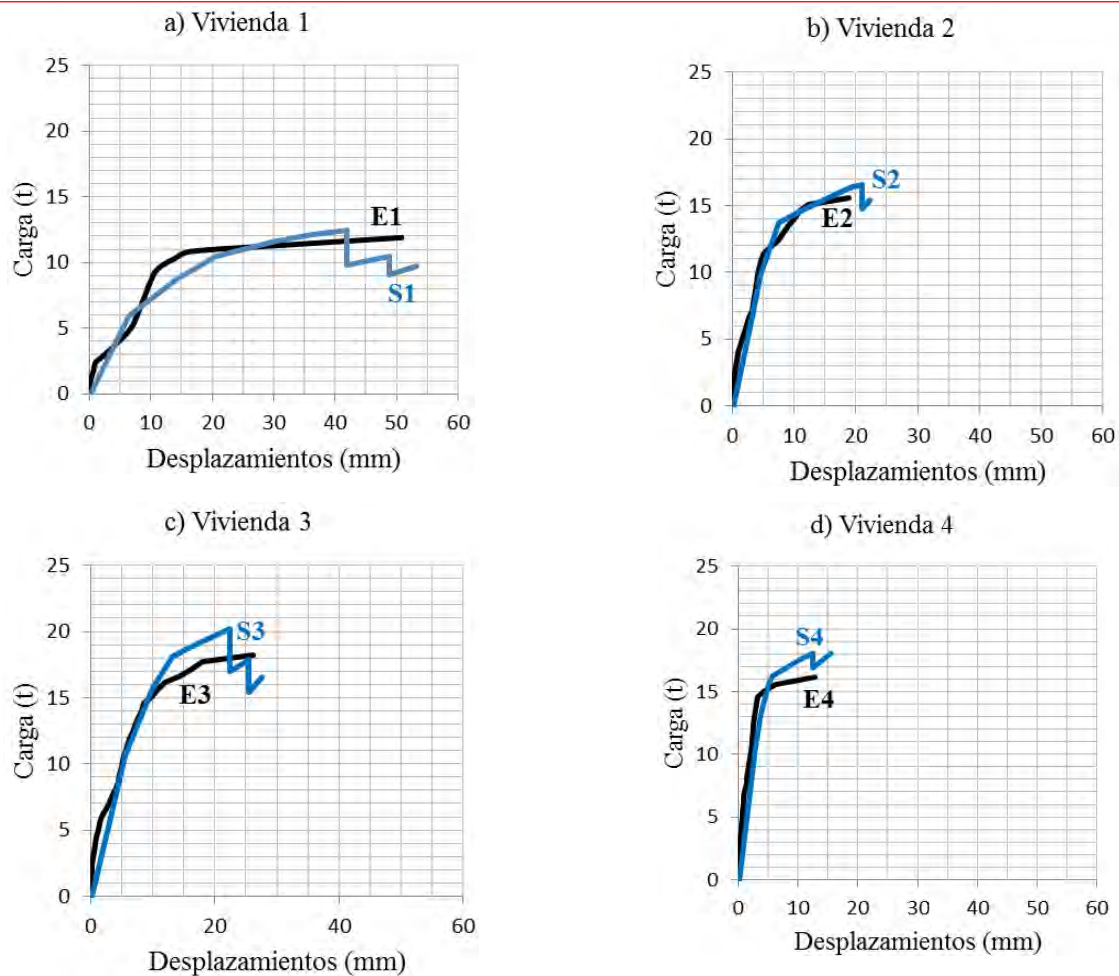 a) Vivienda 1
25
20
15
10
5
0
Carga (t)
E1
S1
0 10 20 30 40 50 60
Desplazamientos (mm)
b) Vivienda 2
25
20
15
10
5
0
Carga (t)
S2
E2
0 10 20 30 40 50 60
Desplazamientos (mm)
c) Vivienda 3
25
20
15
10
5
0
Carga (t)
S3
E3
0 20 40 60
Desplazamientos (mm)
d) Vivienda 4
25
20
15
10
5
0
Carga (t)
S4
E4
0 10 20 30 40 50 60
Desplazamientos (mm)